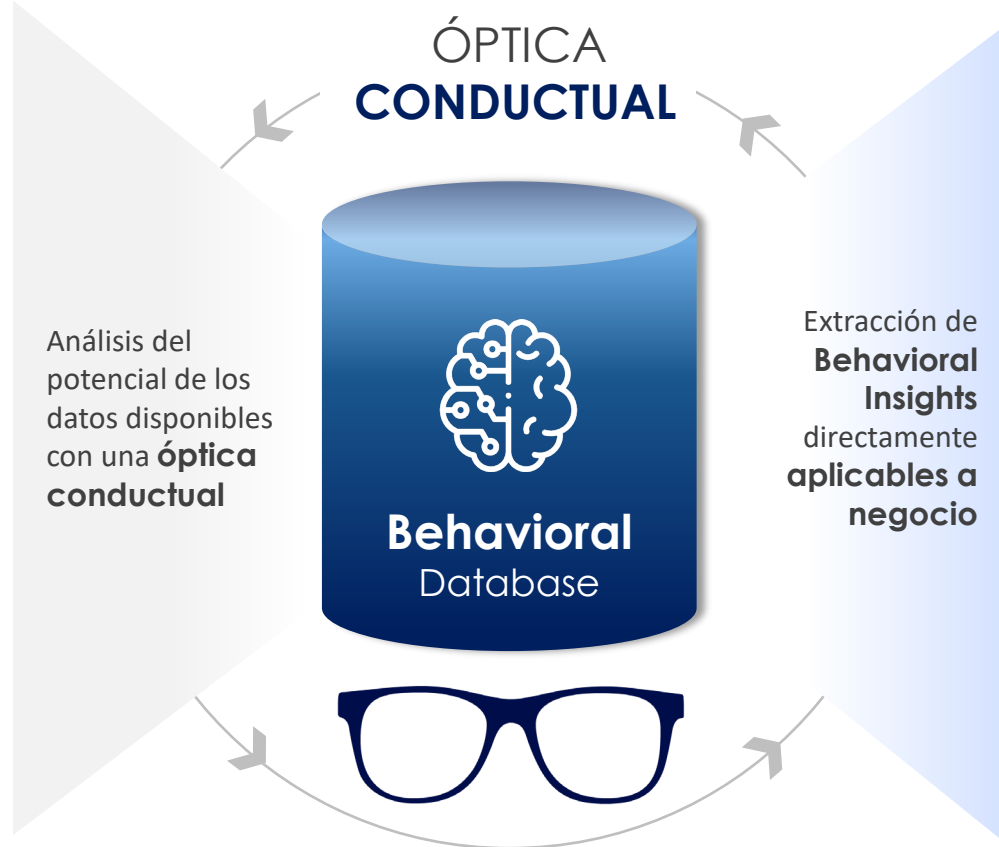 ÓPTICA
CONDUCTUAL
Análisis del
potencial de los
datos disponibles
con una óptica
conductual
Behavioral
Database
Extracción de
Behavioral
Insights
directamente
aplicables a
negocio